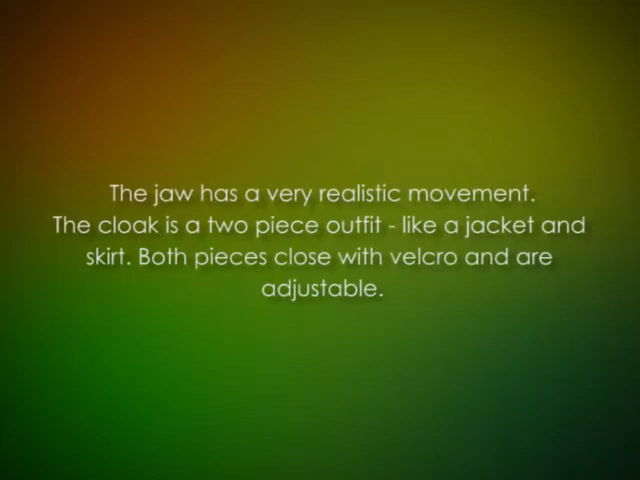 The jaw has a very realistic movement.
The cloak is a two piece outfit - like a jacket and
skirt. Both pieces close with velcro and are
adjustable.